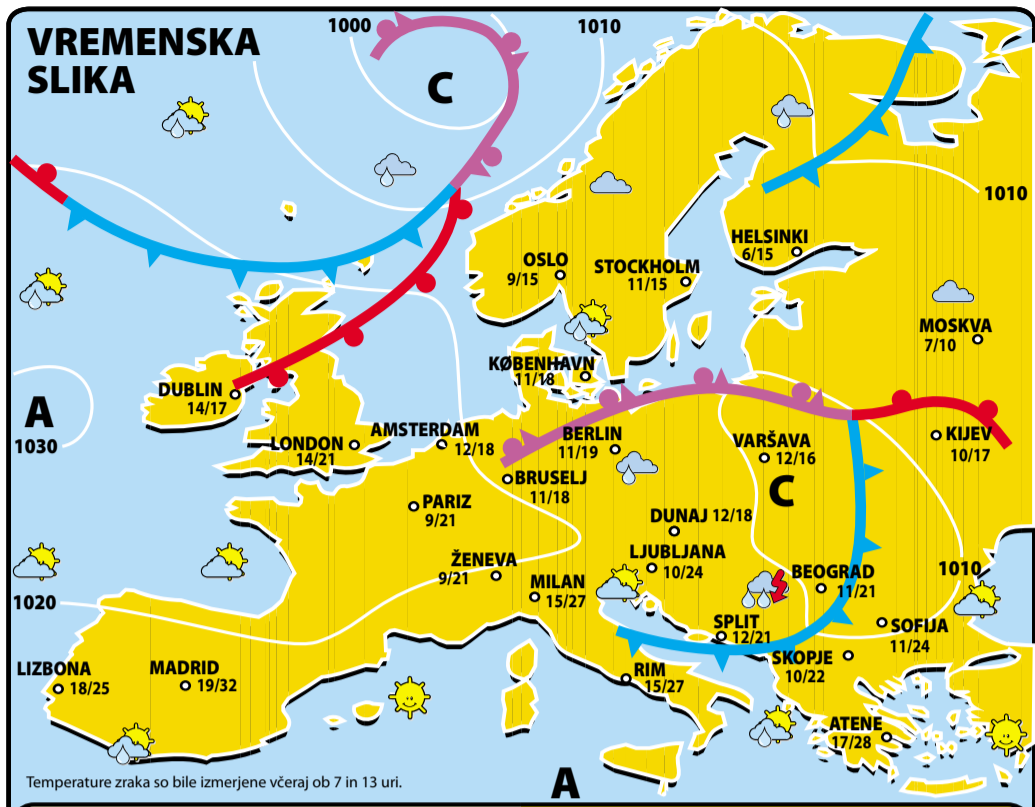 VREMENSKA
SLIKA
1000
1010
C
1010
OSLO
9/15
STOCKHOLM
11/15
HELSINKI
6/15
MOSKVA
7/10
KØBENHAVN
11/18
DUBLIN
14/17
A
1030
LONDON
14/21
AMSTERDAM
12/18
BERLIN
11/19
VARŠAVA
12/16
KIJEV
10/17
BRUSELJ
11/18
C
PARIZ
9/21
DUNAJ 12/18
LJUBLJANA
10/24
ŽENEVA
9/21
MILAN
15/27
BEOGRAD
11/21
1010
1020
SPLIT
12/21
SOFIJA
11/24
SKOPJE
10/22
LIZBONA
18/25
MADRID
19/32
RIM
15/27
ATENE
17/28
Temperature zraka so bile izmerjene včeraj ob 7 in 13 uri.
A